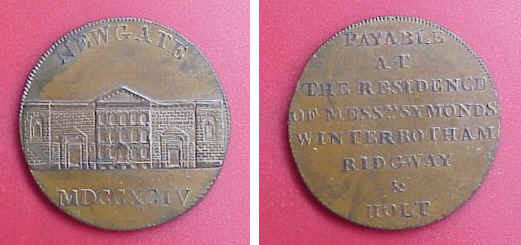 NEWGATE
MDCCXCIV
PAYABLE
AT
THE RESIDENCE
OF MESSRS SYMONDS
WINTERBOTHAM
RIDGWAY
&
HOLT